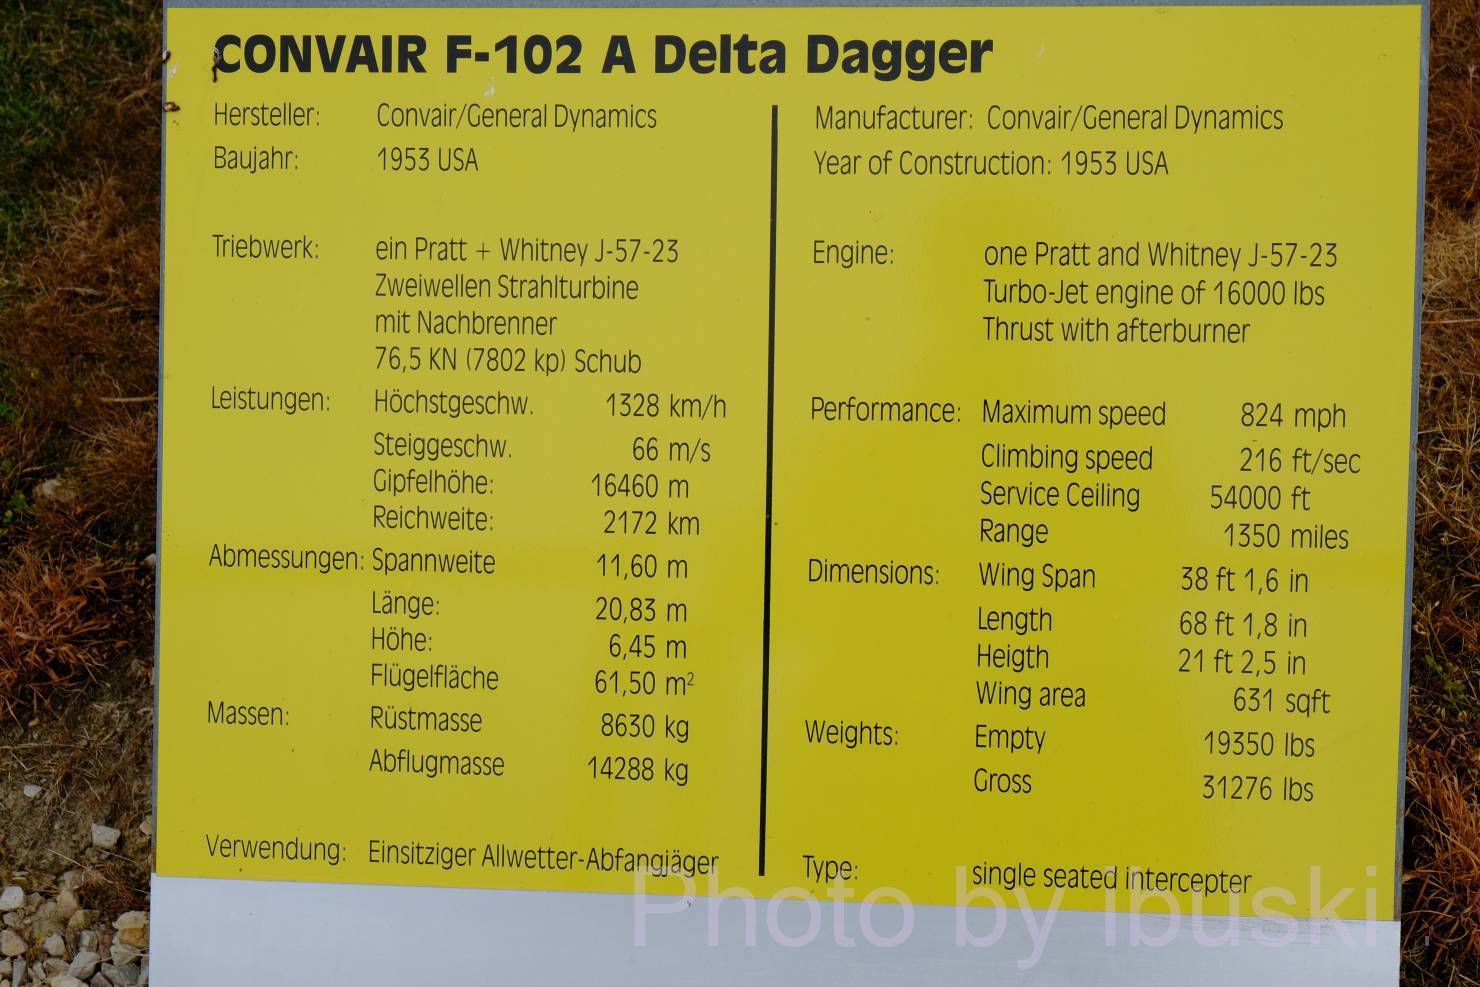 CONVAIR F-102 A Delta Dagger
Hersteller: Convair/General Dynamics
Baujahr: 1953 USA
Triebwerk: ein Pratt + Whitney J-57-23
Zweiwellen Strahlturbine
mit Nachbrenner
76,5 KN (7802 kp) Schub
Leistungen: Höchstgeschw. 1328 km/h
Steiggeschw. 66 m/s
Gipfelhöhe: 16460 m
Reichweite: 2172 km
Abmessungen: Spannweite 11,60 m
Länge: 20,83 m
Höhe: 6,45 m
Flügelfläche 61,50 m²
Massen: Rüstmasse 8630 kg
Abflugmasse 14288 kg
Verwendung: Einsitziger Allwetter-Abfangjäger
Manufacturer: Convair/General Dynamics
Year of Construction: 1953 USA
Engine: one Pratt and Whitney J-57-23
Turbo-Jet engine of 16000 lbs
Thrust with afterburner
Performance: Maximum speed 824 mph
Climbing speed 216 ft/sec
Service Ceiling 54000 ft
Range 1350 miles
Dimensions: Wing Span 38 ft 1,6 in
Length 68 ft 1,8 in
Heigth 21 ft 2,5 in
Wing area 631 sqft
Weights: Empty 19350 lbs
Gross 31276 lbs
Type: single seated intercepter
Photo by ibuski .